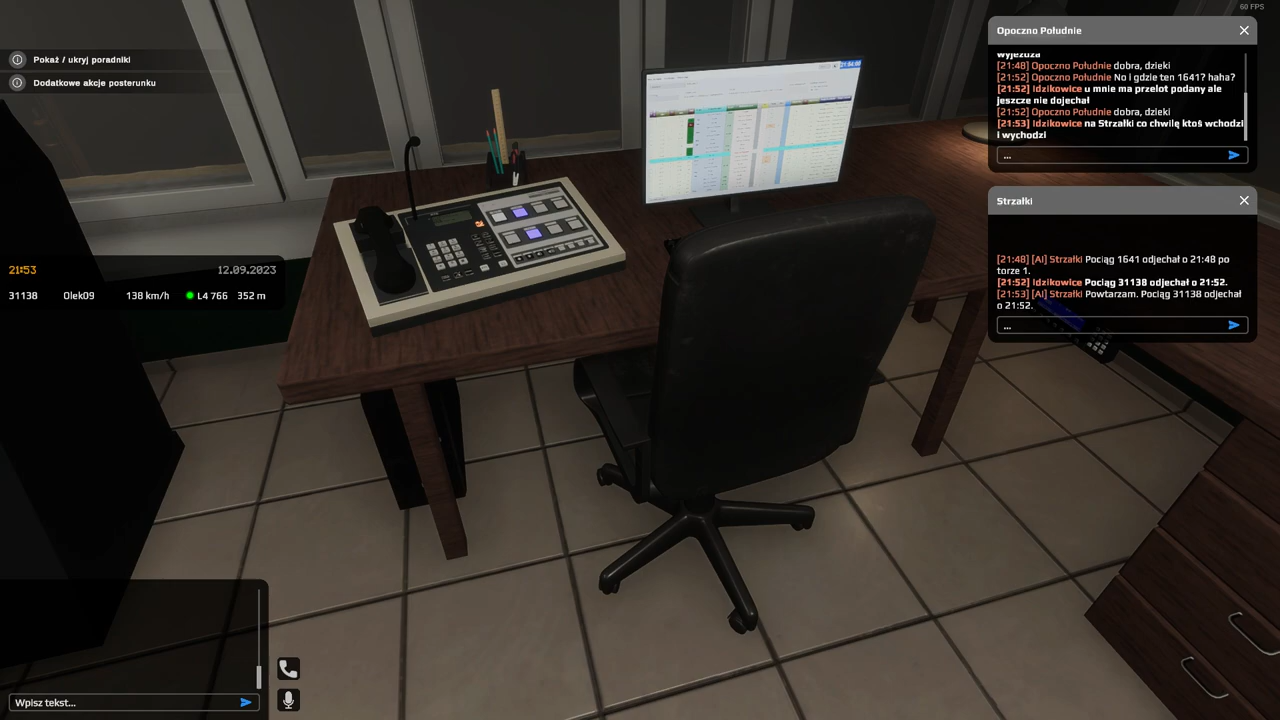 60 FPS
Pokaż / ukryj poradniki
Dodatkowe akcje posterunku
Opoczno Południe
wyjeżdża
[21:48] Opoczno Południe dobra, dzieki
[21:52] Opoczno Południe No i gdzie ten 1641? haha?
[21:52] Idzikowice u mnie ma przelot podany ale
jeszcze nie dojechał
[21:52] Opoczno Południe dobra, dzieki
[21:53] Idzikowice na Strzałki co chwilę ktoś wchodzi
i wychodzi
...
Strzałki
[21:48] [AI] Strzałki Pociąg 1641 odjechał o 21:48 po
torze 1.
[21:52] Idzikowice Pociąg 31138 odjechał o 21:52.
[21:53] [AI] Strzałki Powtarzam. Pociąg 31138 odjechał
o 21:52.
...
21:53 12.09.2023
31138 Olek09 138 km/h L4 766 352 m
Wpisz tekst...